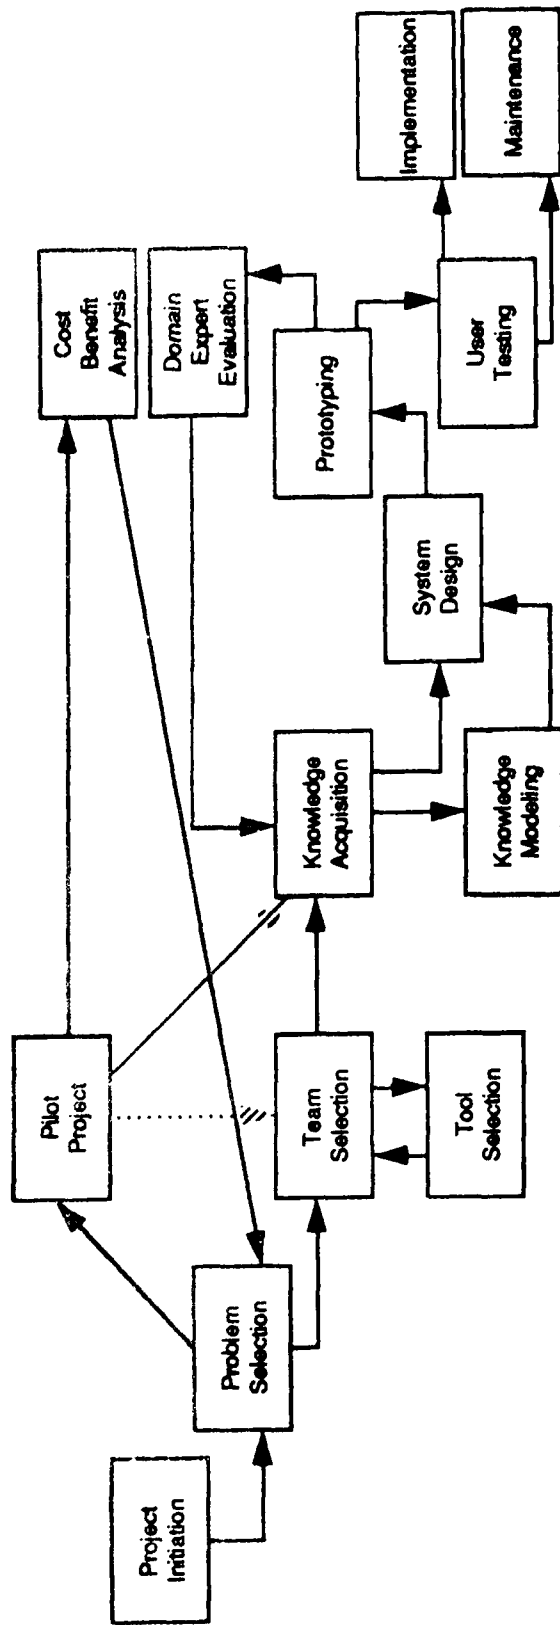 Project
Initiation
Problem
Selection
Pilot
Project
Team
Selection
Tool
Selection
Knowledge
Acquisition
Knowledge
Modeling
Cost
Benefit
Analysis
Domain
Expert
Evaluation
System
Design
Prototyping
User
Testing
Implementation
Maintenance